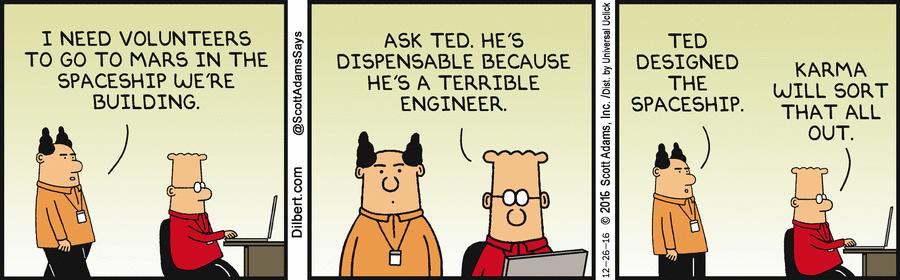 I NEED VOLUNTEERS
TO GO TO MARS IN THE
SPACESHIP WE'RE
BUILDING.
Dilbert.com @ScottAdamsSays
ASK TED. HE'S
DISPENSABLE BECAUSE
HE'S A TERRIBLE
ENGINEER.
12-26-16 © 2016 Scott Adams, Inc. /Dist. by Universal Uclick
TED
DESIGNED
THE
SPACESHIP.
KARMA
WILL SORT
THAT ALL
OUT.